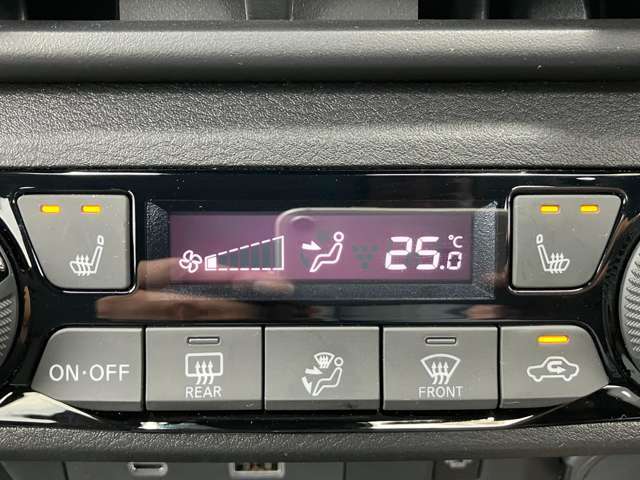 25.0 °C
ON·OFF
REAR
FRONT